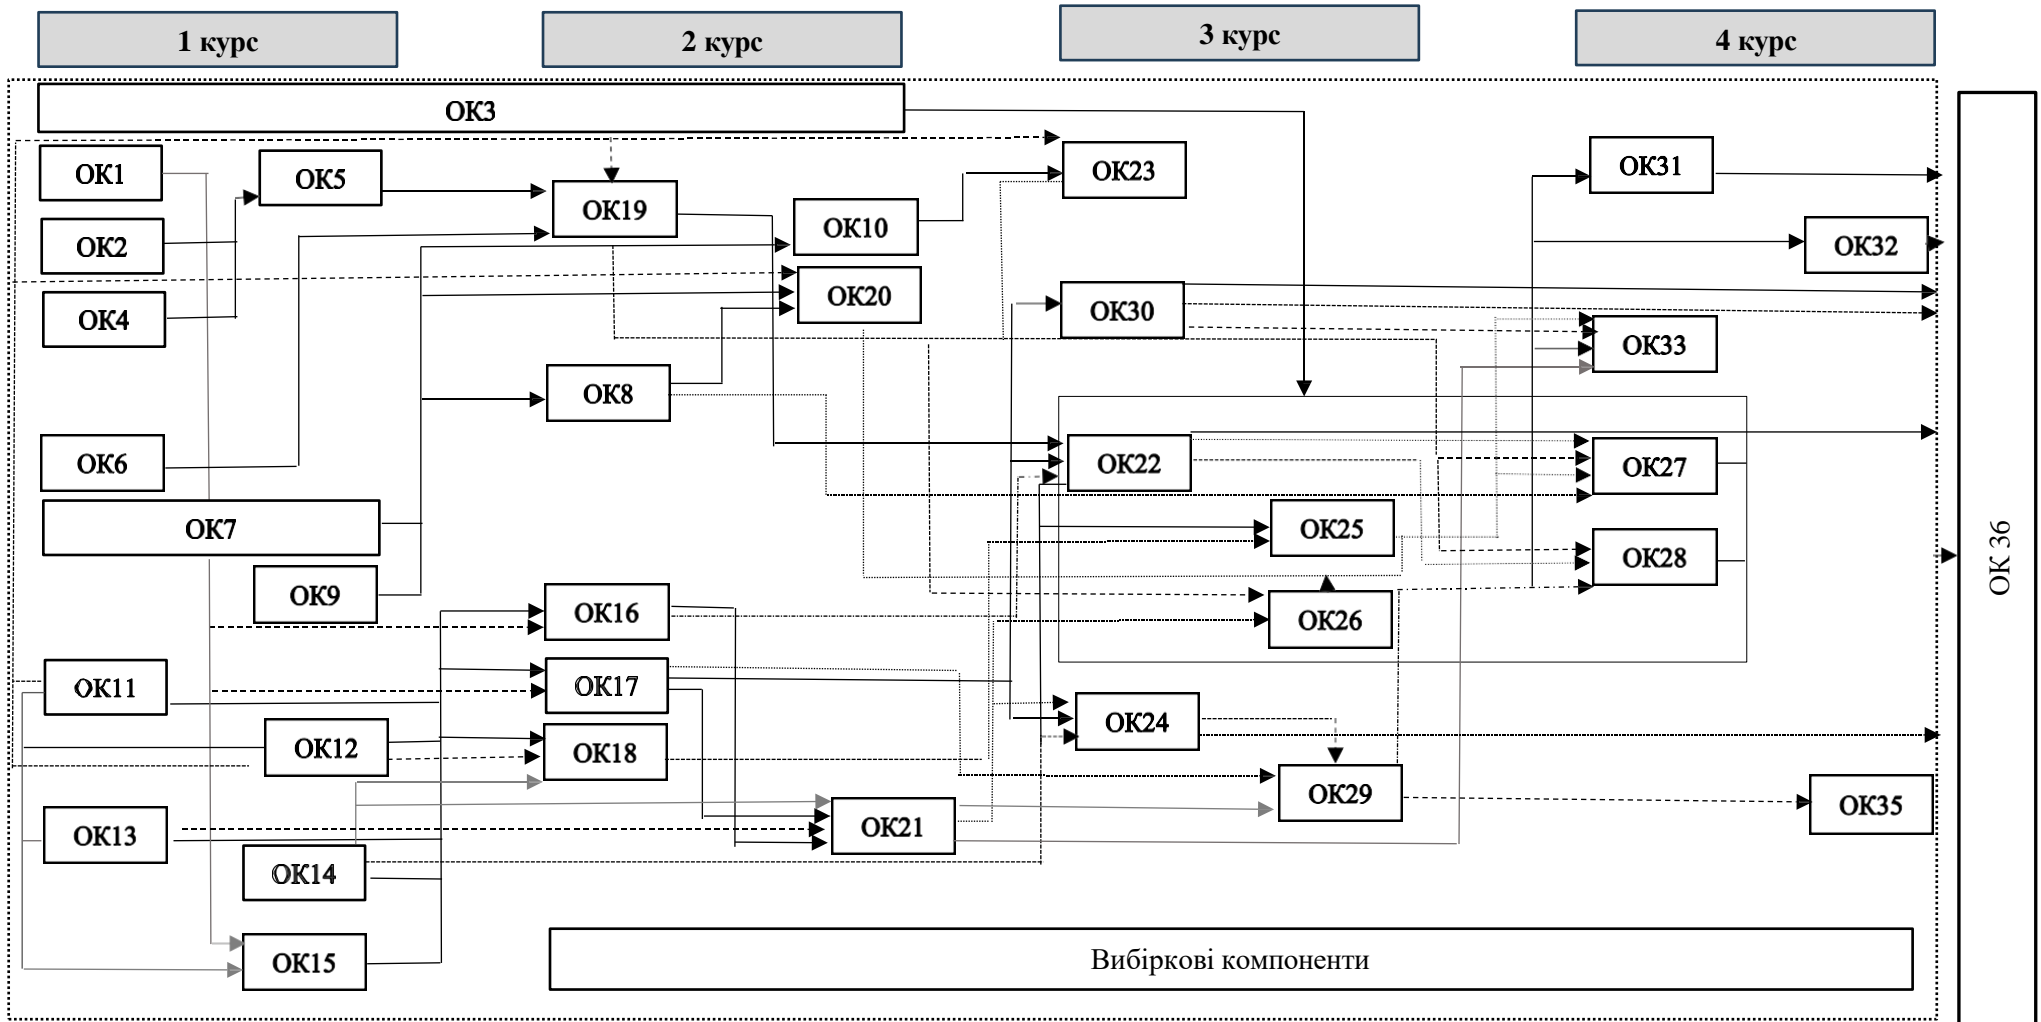 1 курс
2 курс
3 курс
4 курс
ОК3
ОК1
ОК5
ОК19
ОК10
ОК23
ОК31
ОК2
ОК32
ОК4
ОК20
ОК30
ОК33
ОК8
ОК6
ОК22
ОК27
ОК7
ОК25
ОК28
ОК 36
ОК9
ОК16
ОК26
ОК11
ОК17
ОК12
ОК18
ОК24
ОК29
ОК35
ОК13
ОК21
ОК14
ОК15
Вибіркові компоненти